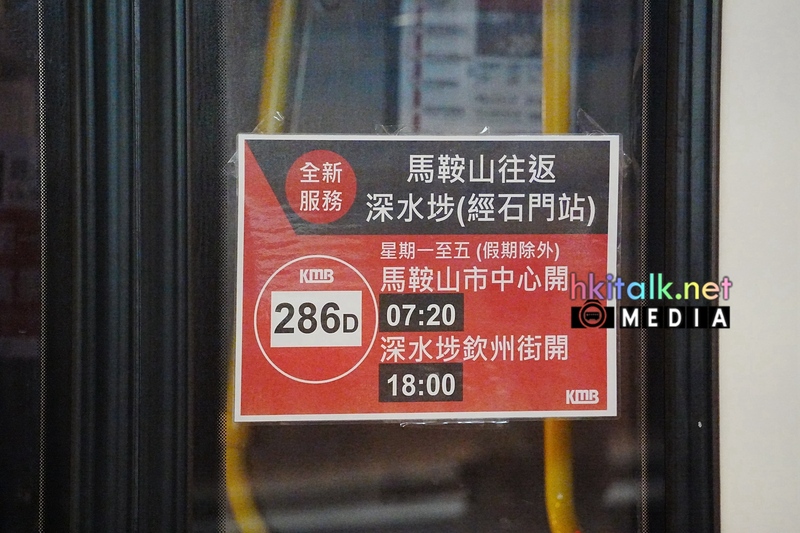 全新
服務
馬鞍山往返
深水埗(經石門站)
星期一至五 (假期除外)
KMB
286D
馬鞍山市中心開
07:20
深水埗欽州街開
18:00
KMB
hkitalk.net
MEDIA